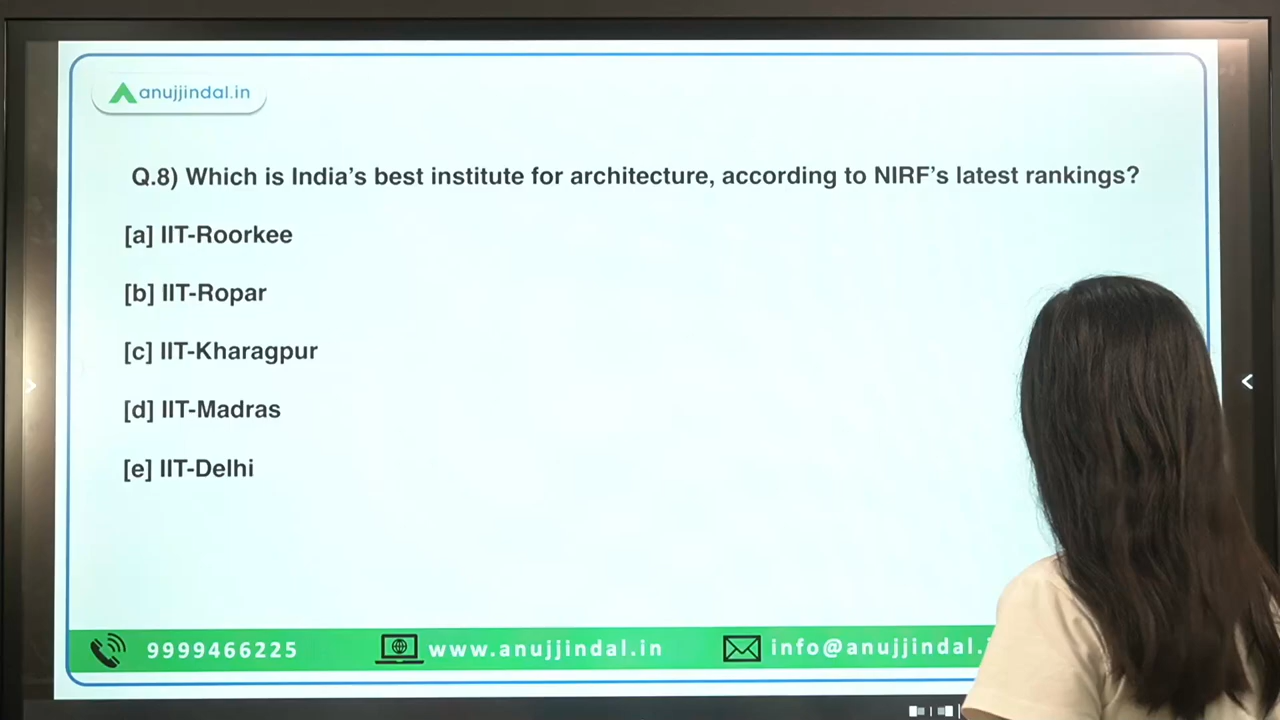 anujjindal.in
Q.8) Which is India's best institute for architecture, according to NIRF's latest rankings?
[a] IIT-Roorkee
[b] IIT-Ropar
[c] IIT-Kharagpur
[d] IIT-Madras
[e] IIT-Delhi
9999466225 www.anujjindal.in info@anujjindal.